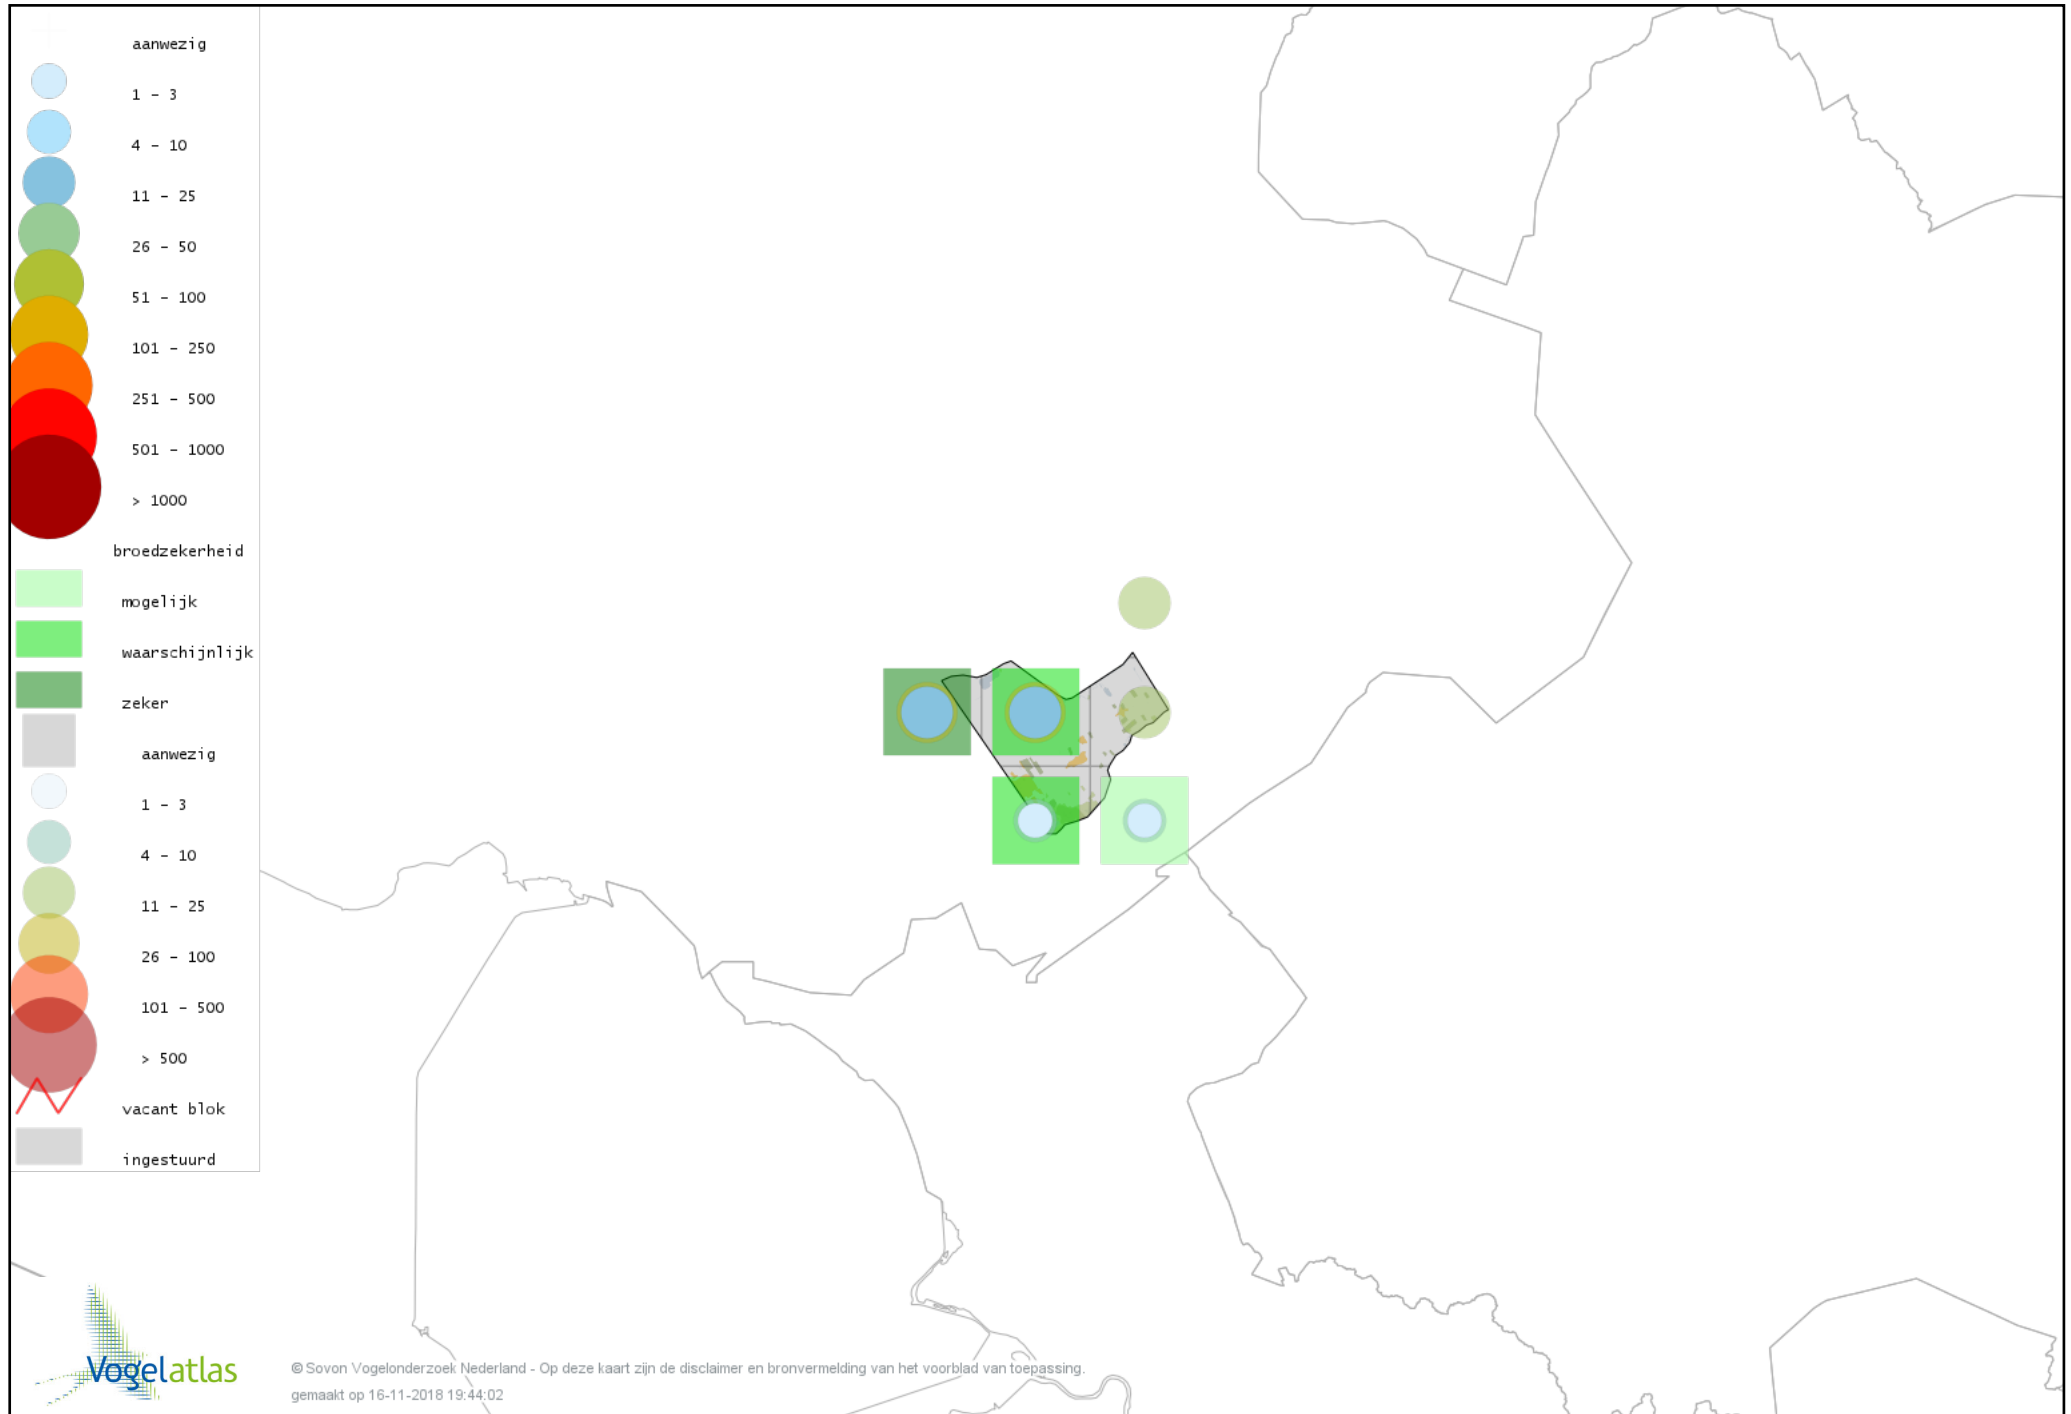 aanwezig
1 - 3
4 - 10
11 - 25
26 - 50
51 - 100
101 - 250
251 - 500
501 - 1000
> 1000
broedzekerheid
mogelijk
waarschijnlijk
zeker
aanwezig
1 - 3
4 - 10
11 - 25
26 - 100
101 - 500
> 500
vacant blok
ingestuurd
Vogelatlas
© Sovon Vogelonderzoek Nederland - Op deze kaart zijn de disclaimer en bronvermelding van het voorblad van toepassing.
gemaakt op 16-11-2018 19:44:02